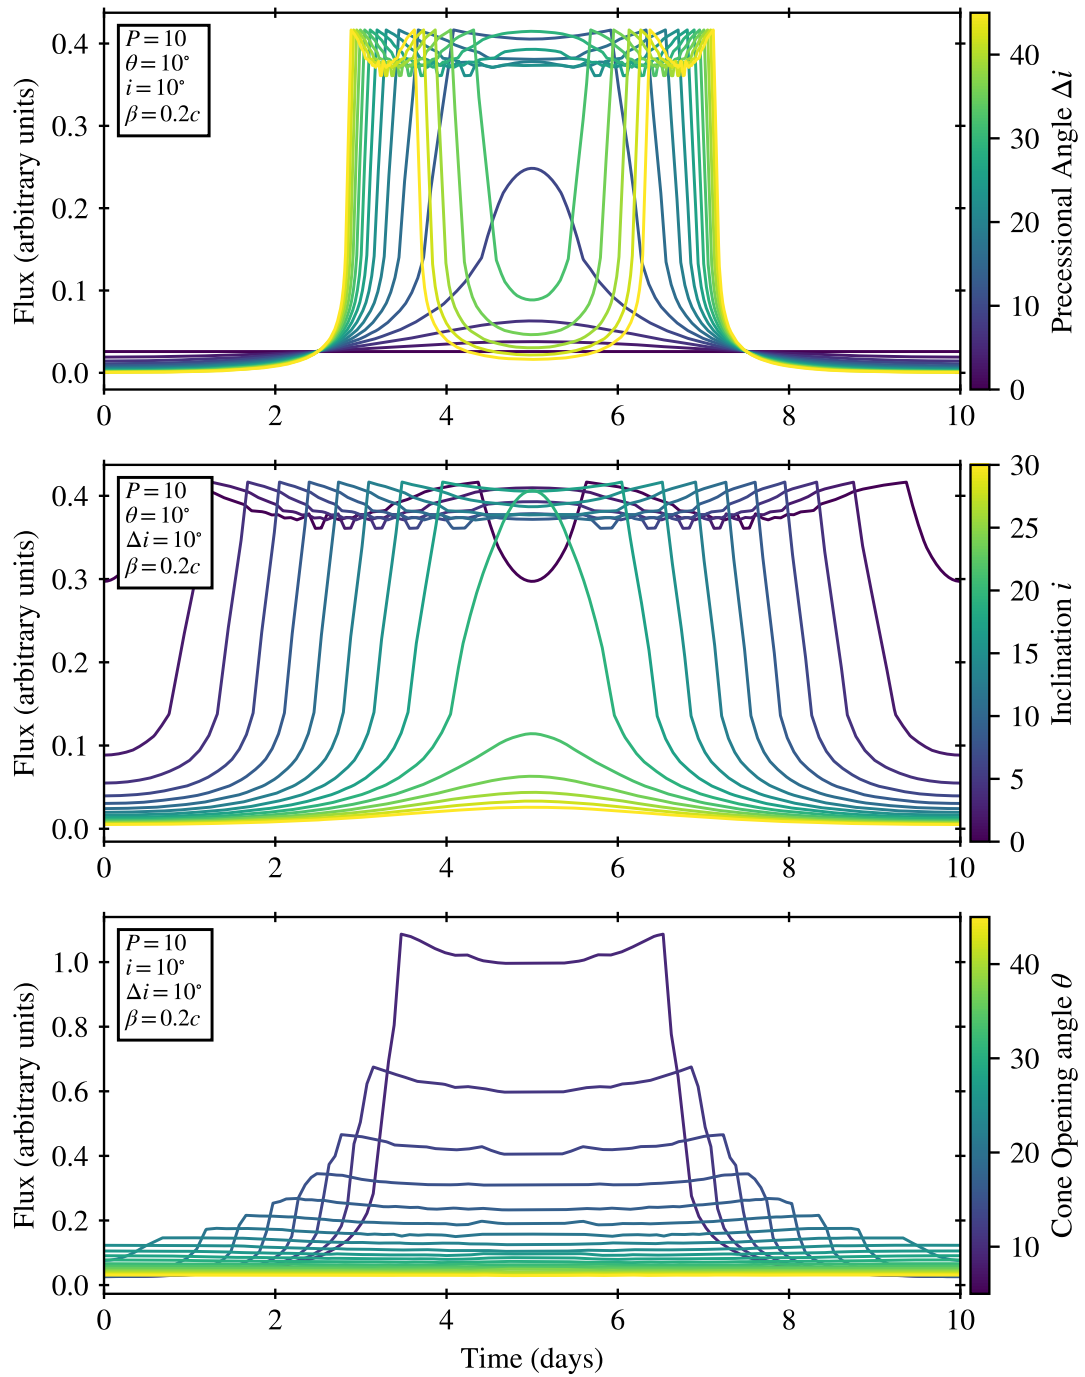 P = 10
θ = 10°
i = 10°
β = 0.2c
Flux (arbitrary units)
0.4
0.3
0.2
0.1
0.0
0 2 4 6 8 10
40
30
20
10
0
Precessional Angle Δi
P = 10
θ = 10°
Δi = 10°
β = 0.2c
Flux (arbitrary units)
0.4
0.3
0.2
0.1
0.0
0 2 4 6 8 10
30
25
20
15
10
5
0
Inclination i
P = 10
i = 10°
Δi = 10°
β = 0.2c
Flux (arbitrary units)
1.0
0.8
0.6
0.4
0.2
0.0
0 2 4 6 8 10
Time (days)
40
30
20
10
Cone Opening angle θ